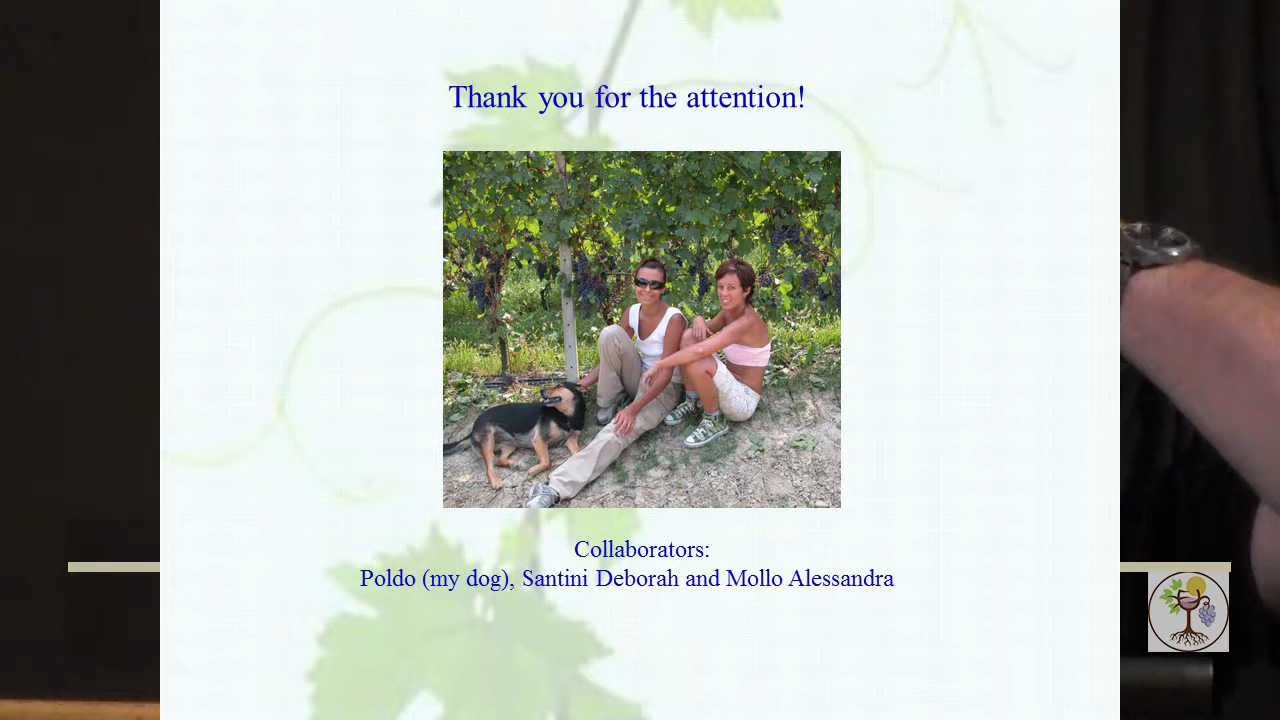 Thank you for the attention!
Collaborators:
Poldo (my dog), Santini Deborah and Mollo Alessandra